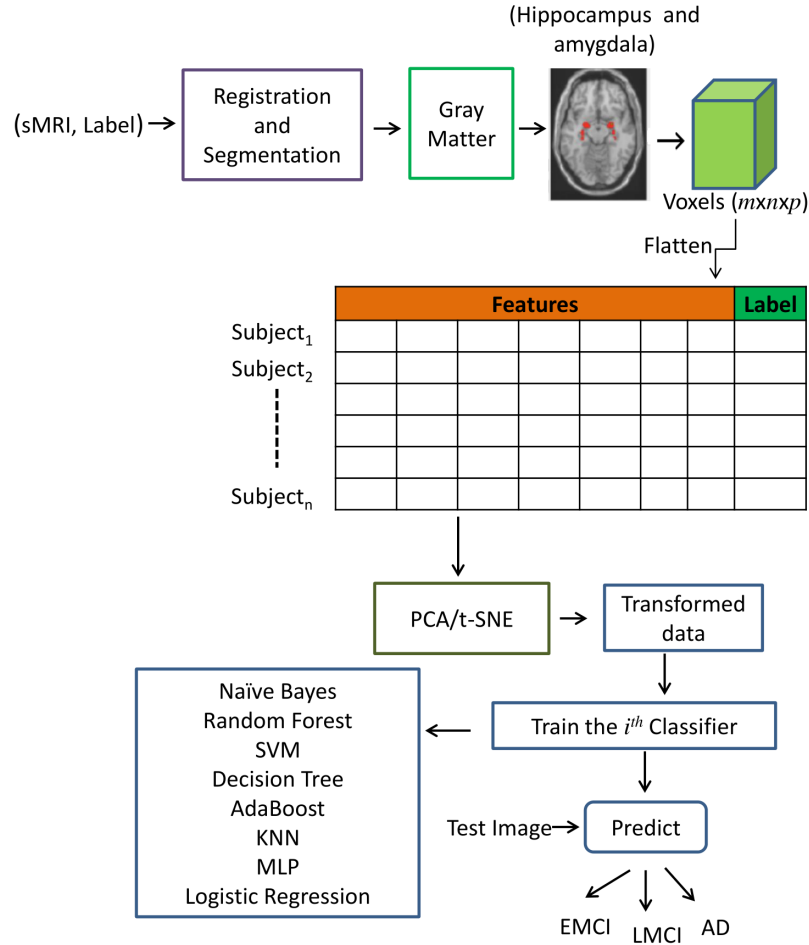 (Hippocampus and
amygdala)
(sMRI, Label)
Registration
and
Segmentation
Gray
Matter
Voxels (mxnxp)
Flatten
Features
Label
Subject₁
Subject₂
Subjectₙ
PCA/t-SNE
Transformed
data
Naïve Bayes
Random Forest
SVM
Decision Tree
AdaBoost
KNN
MLP
Logistic Regression
Train the iᵗʰ Classifier
Test Image
Predict
EMCI
LMCI
AD